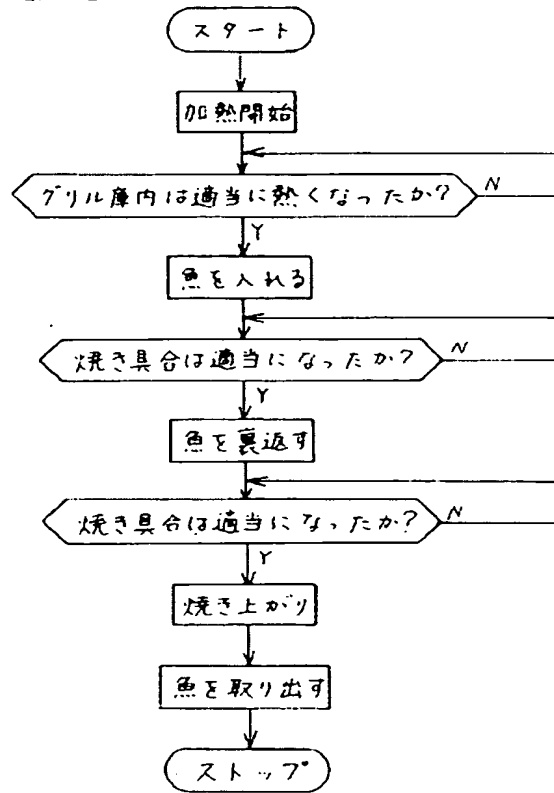 スタート
加熱開始
グリル庫内は適当に熱くなったか?
N
Y
魚を入れる
焼き具合は適当になったか?
N
Y
魚を裏返す
焼き具合は適当になったか?
N
Y
焼き上がり
魚を取り出す
ストップ